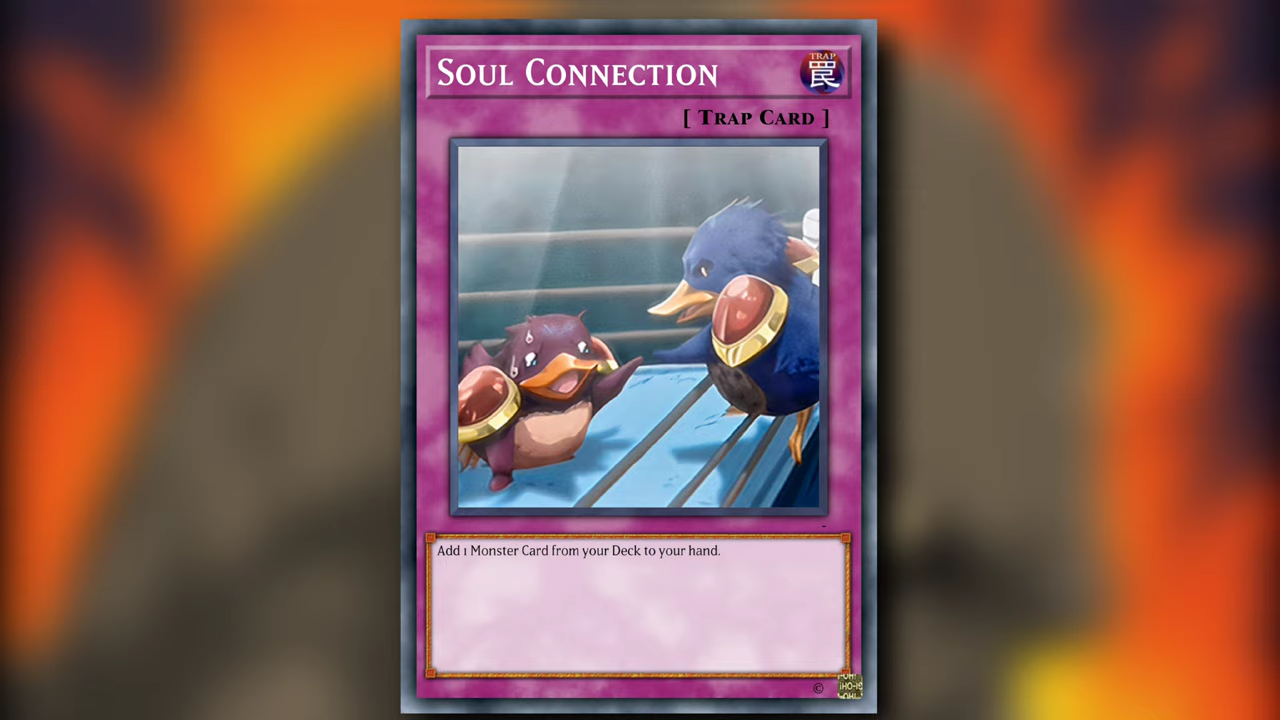 Soul Connection
TRAP
罠
[ Trap Card ]
Add 1 Monster Card from your Deck to your hand.
©